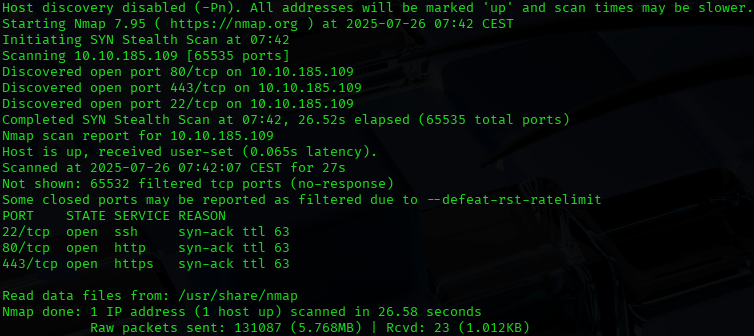 Host discovery disabled (-Pn). All addresses will be marked 'up' and scan times may be slower.
Starting Nmap 7.95 ( https://nmap.org ) at 2025-07-26 07:42 CEST
Initiating SYN Stealth Scan at 07:42
Scanning 10.10.185.109 [65535 ports]
Discovered open port 80/tcp on 10.10.185.109
Discovered open port 443/tcp on 10.10.185.109
Discovered open port 22/tcp on 10.10.185.109
Completed SYN Stealth Scan at 07:42, 26.52s elapsed (65535 total ports)
Nmap scan report for 10.10.185.109
Host is up, received user-set (0.065s latency).
Scanned at 2025-07-26 07:42:07 CEST for 27s
Not shown: 65532 filtered tcp ports (no-response)
Some closed ports may be reported as filtered due to --defeat-rst-ratelimit
PORT    STATE SERVICE REASON
22/tcp  open  ssh     syn-ack ttl 63
80/tcp  open  http    syn-ack ttl 63
443/tcp open  https   syn-ack ttl 63
Read data files from: /usr/share/nmap
Nmap done: 1 IP address (1 host up) scanned in 26.58 seconds
           Raw packets sent: 131087 (5.768MB) | Rcvd: 23 (1.012KB)